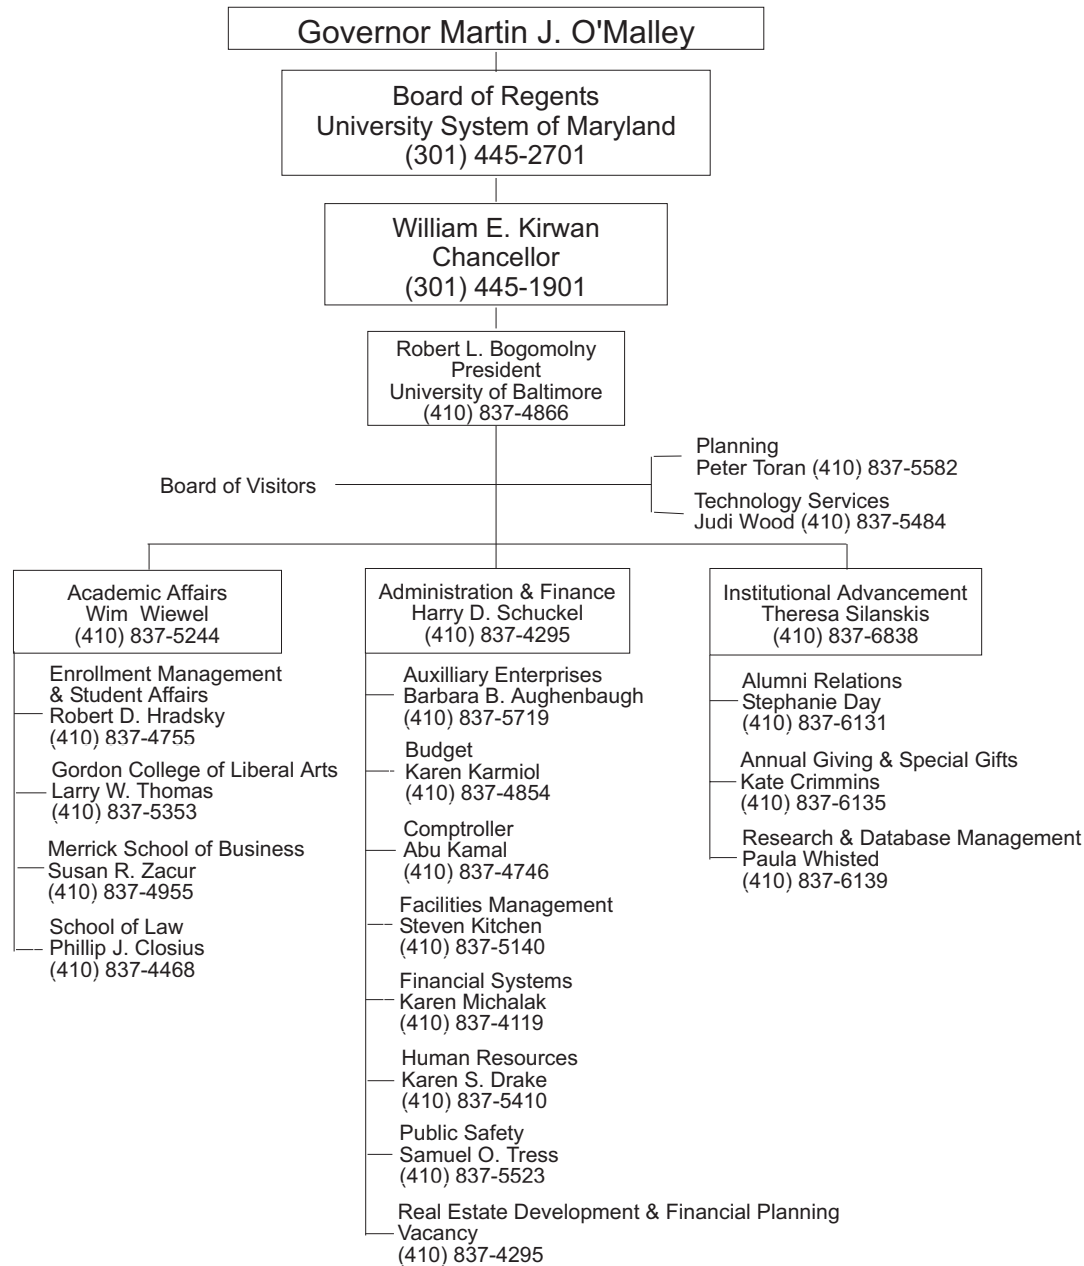 Governor Martin J. O'Malley
Board of Regents
University System of Maryland
(301) 445-2701
William E. Kirwan
Chancellor
(301) 445-1901
Robert L. Bogomolny
President
University of Baltimore
(410) 837-4866
Board of Visitors
Planning
Peter Toran (410) 837-5582
Technology Services
Judi Wood (410) 837-5484
Academic Affairs
Wim Wiewel
(410) 837-5244
Enrollment Management
& Student Affairs
Robert D. Hradsky
(410) 837-4755
Gordon College of Liberal Arts
Larry W. Thomas
(410) 837-5353
Merrick School of Business
Susan R. Zacur
(410) 837-4955
School of Law
Phillip J. Closius
(410) 837-4468
Administration & Finance
Harry D. Schuckel
(410) 837-4295
Auxilliary Enterprises
Barbara B. Aughenbaugh
(410) 837-5719
Budget
Karen Karmiol
(410) 837-4854
Comptroller
Abu Kamal
(410) 837-4746
Facilities Management
Steven Kitchen
(410) 837-5140
Financial Systems
Karen Michalak
(410) 837-4119
Human Resources
Karen S. Drake
(410) 837-5410
Public Safety
Samuel O. Tress
(410) 837-5523
Real Estate Development & Financial Planning
Vacancy
(410) 837-4295
Institutional Advancement
Theresa Silanskis
(410) 837-6838
Alumni Relations
Stephanie Day
(410) 837-6131
Annual Giving & Special Gifts
Kate Crimmins
(410) 837-6135
Research & Database Management
Paula Whisted
(410) 837-6139